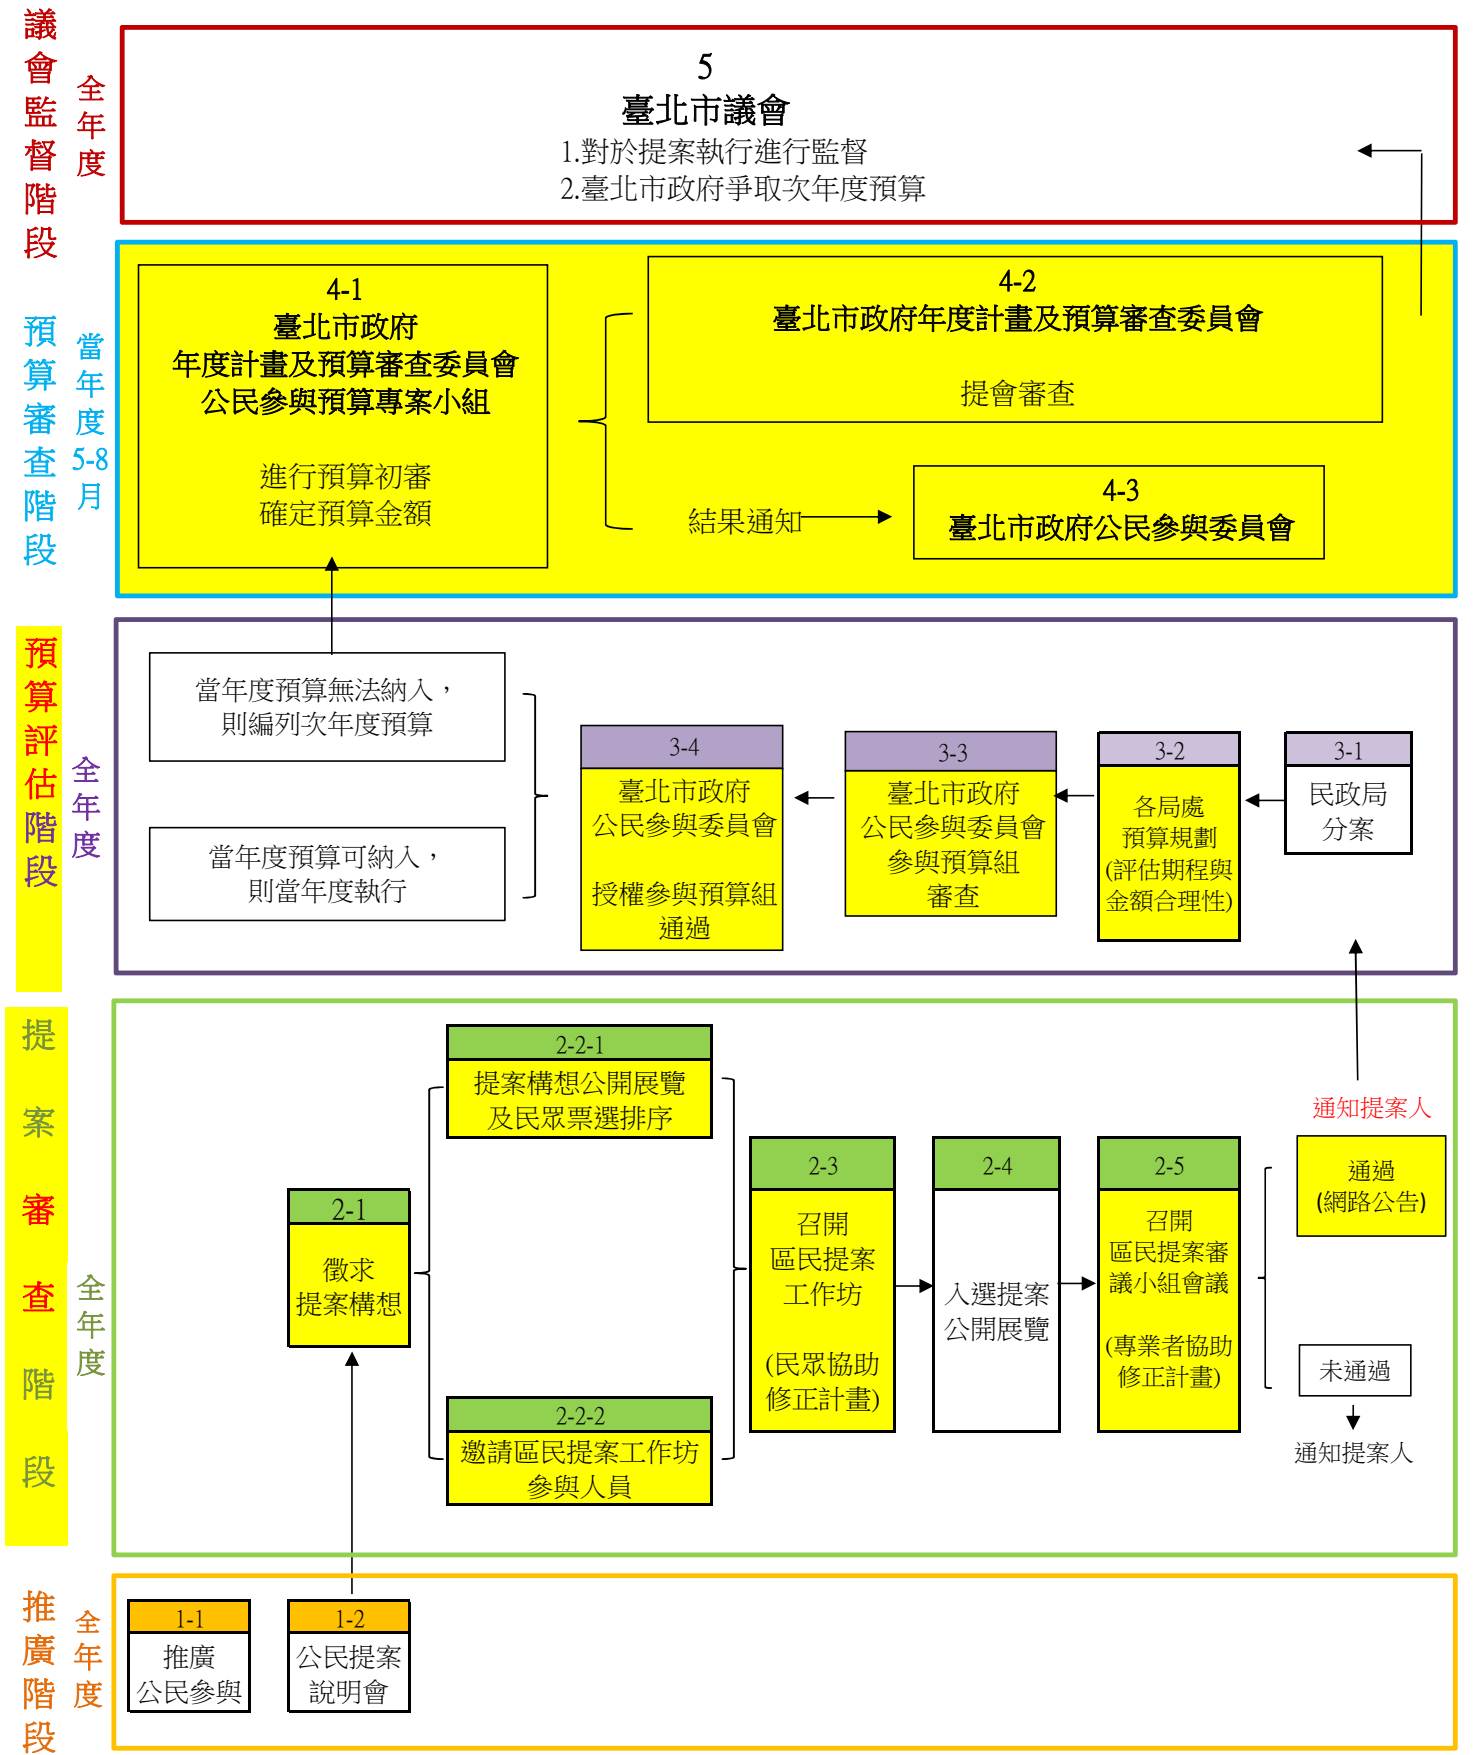 議會監督階段
全年度
5
臺北市議會
1.對於提案執行進行監督
2.臺北市政府爭取次年度預算
預算審查階段
當年度5-8月
4-1
臺北市政府
年度計畫及預算審查委員會
公民參與預算專案小組
進行預算初審
確定預算金額
4-2
臺北市政府年度計畫及預算審查委員會
提會審查
結果通知
4-3
臺北市政府公民參與委員會
預算評估階段
全年度
當年度預算無法納入，
則編列次年度預算
當年度預算可納入，
則當年度執行
3-4
臺北市政府
公民參與委員會
授權參與預算組
通過
3-3
臺北市政府
公民參與委員會
參與預算組
審查
3-2
各局處
預算規劃
(評估期程與
金額合理性)
3-1
民政局
分案
提案審查階段
全年度
2-1
徵求
提案構想
2-2-1
提案構想公開展覽
及民眾票選排序
2-2-2
邀請區民提案工作坊
參與人員
2-3
召開
區民提案
工作坊
(民眾協助
修正計畫)
2-4
入選提案
公開展覽
2-5
召開
區民提案審
議小組會議
(專業者協助
修正計畫)
通知提案人
通過
(網路公告)
未通過
通知提案人
推廣階段
全年度
1-1
推廣
公民參與
1-2
公民提案
說明會